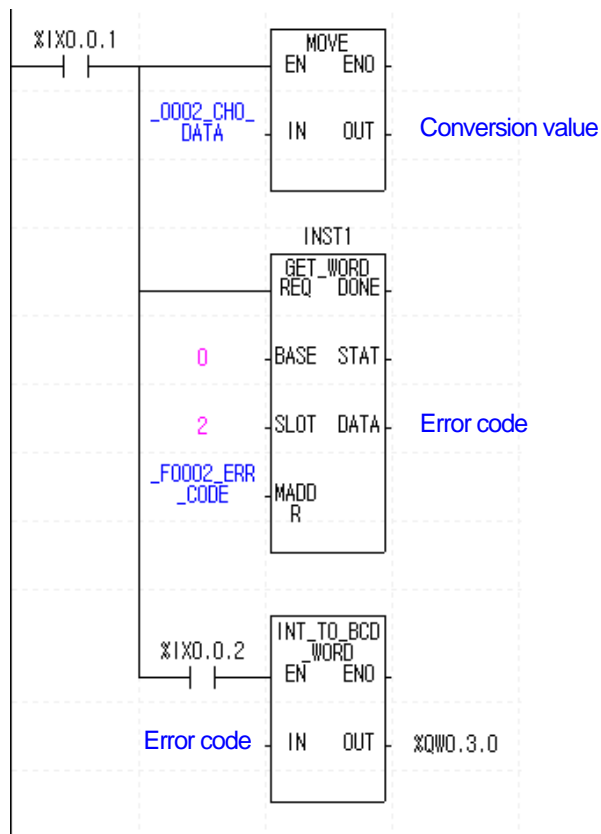 %IX0.0.1
MOVE
EN ENO
_0002_CH0_
DATA
IN OUT
Conversion value
INST1
GET_WORD
REQ DONE
0
BASE STAT
2
SLOT DATA
Error code
_F0002_ERR
_CODE
MADD
R
%IX0.0.2
INT_TO_BCD
_WORD
EN ENO
Error code
IN OUT
%QW0.3.0